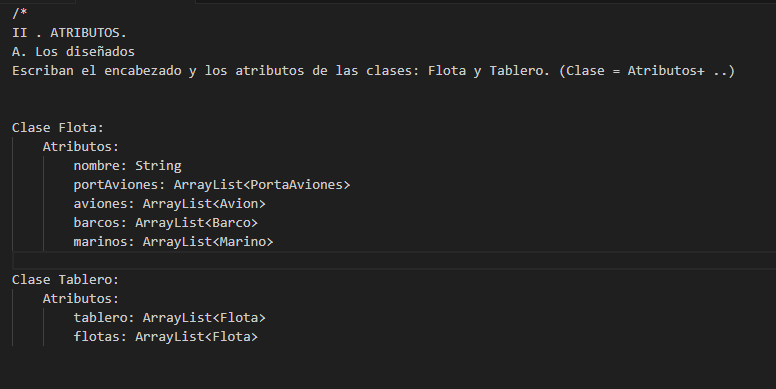 /*
II . ATRIBUTOS.
A. Los diseñados
Escriban el encabezado y los atributos de las clases: Flota y Tablero. (Clase = Atributos+ ..)
Clase Flota:
Atributos:
nombre: String
portAviones: ArrayList<PortaAviones>
aviones: ArrayList<Avion>
barcos: ArrayList<Barco>
marinos: ArrayList<Marino>
Clase Tablero:
Atributos:
tablero: ArrayList<Flota>
flotas: ArrayList<Flota>